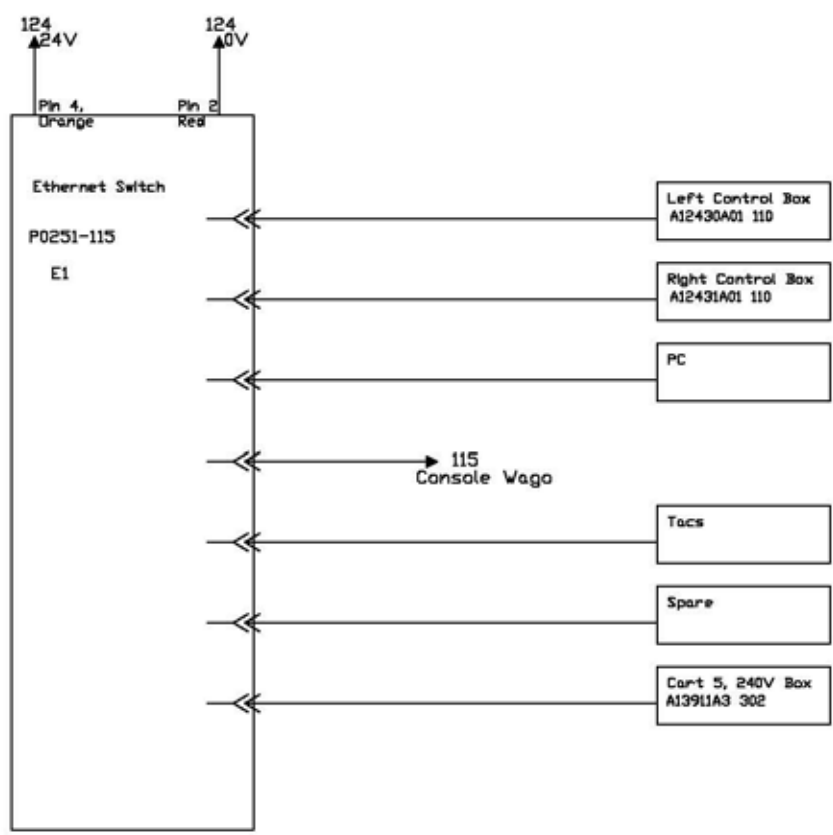 124
24V
124
0V
Pin 4,
Orange
Pin 2
Red
Ethernet Switch
P0251-115
E1
Left Control Box
A12430A01 110
Right Control Box
A12431A01 110
PC
115
Console Wago
Tacs
Spare
Cart 5, 240V Box
A13911A3 302